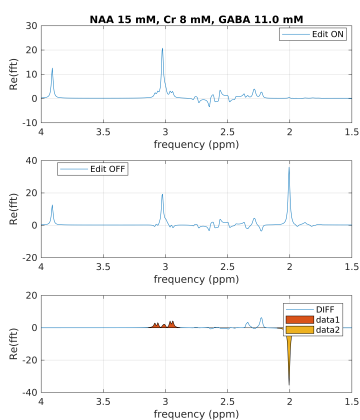 NAA 15 mM, Cr 8 mM, GABA 11.0 mM
30
20
10
0
-10
Re(fft)
Edit ON
4 3.5 3 2.5 2 1.5
frequency (ppm)
40
20
0
-20
Re(fft)
Edit OFF
4 3.5 3 2.5 2 1.5
frequency (ppm)
20
0
-20
-40
Re(fft)
DIFF
data1
data2
4 3.5 3 2.5 2 1.5
frequency (ppm)